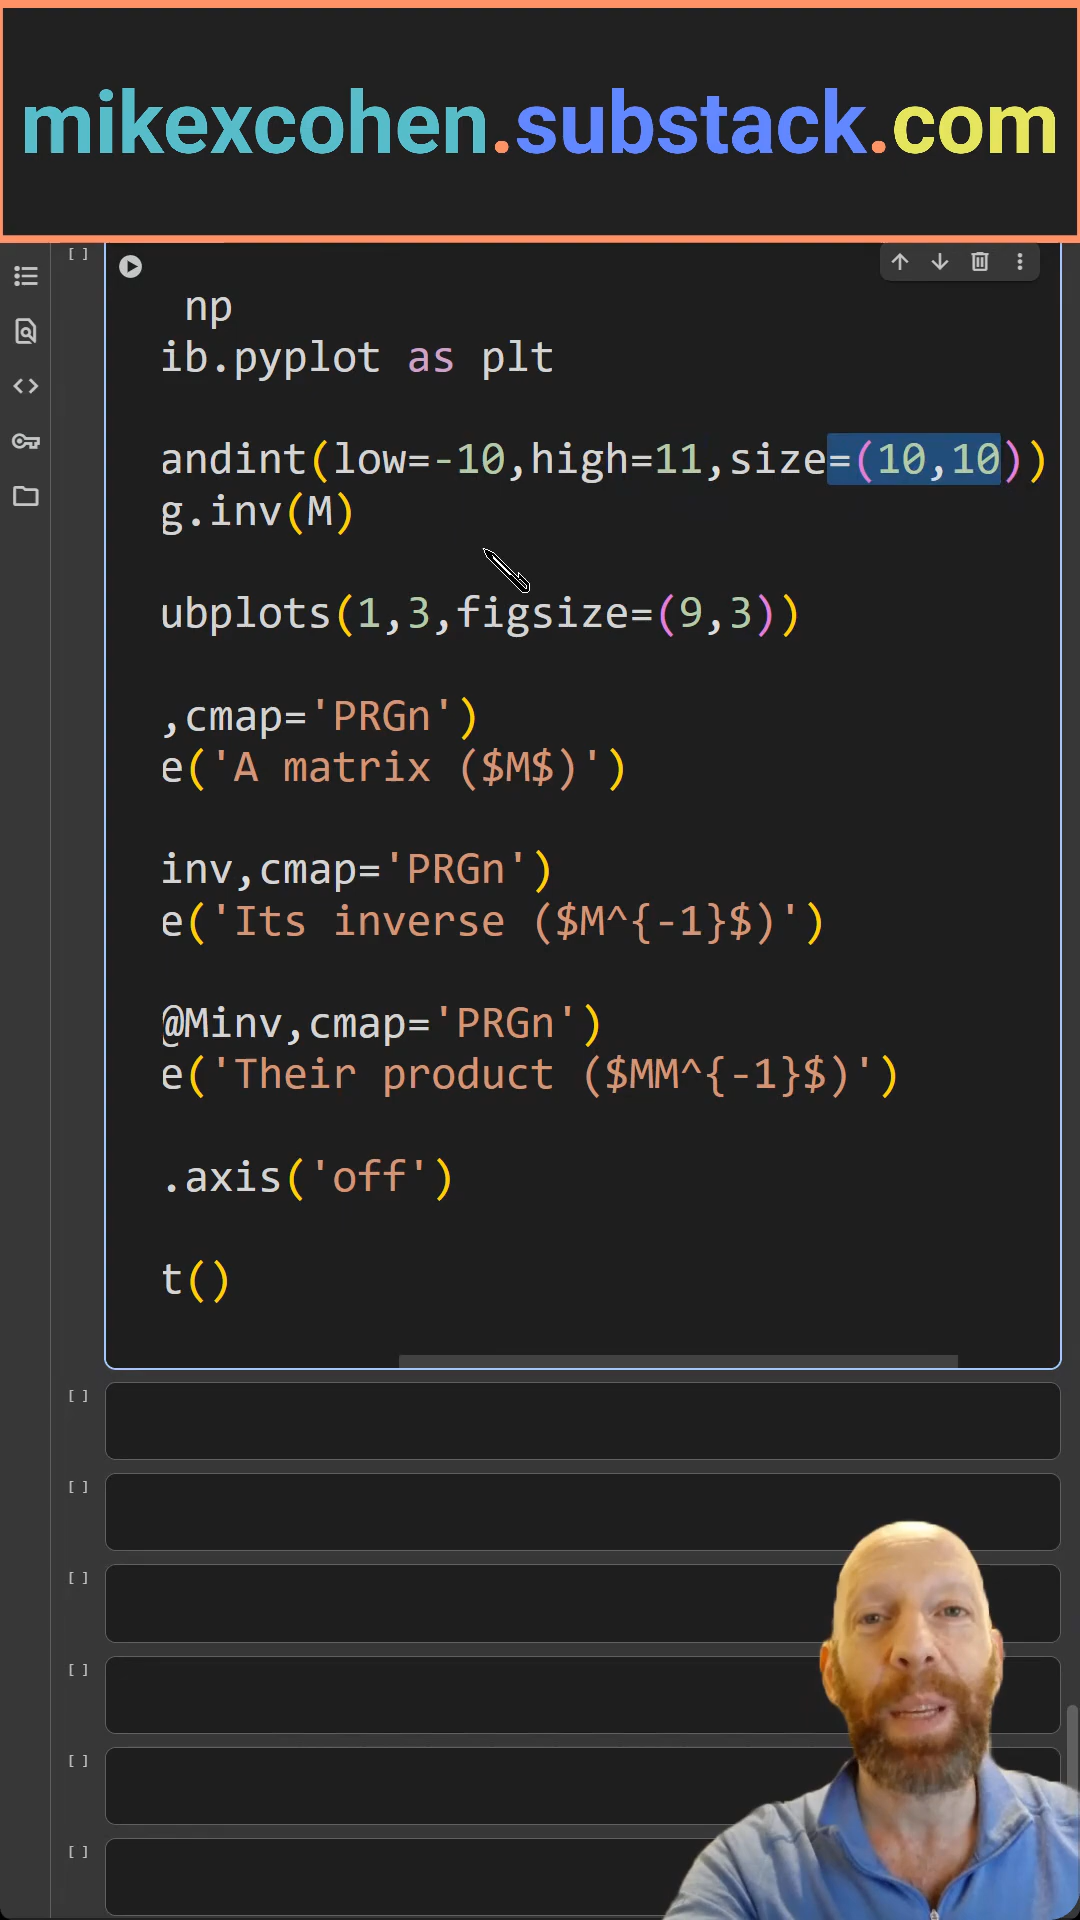 mikexcohen.substack.com
[ ]
np
ib.pyplot as plt
andint(low=-10,high=11,size=(10,10))
g.inv(M)
ubplots(1,3,figsize=(9,3))
,cmap='PRGn')
e('A matrix ($M$)')
inv,cmap='PRGn')
e('Its inverse ($M^{-1}$)')
@Minv,cmap='PRGn')
e('Their product ($MM^{-1}$)')
.axis('off')
t()
[ ]
[ ]
[ ]
[ ]
[ ]
[ ]